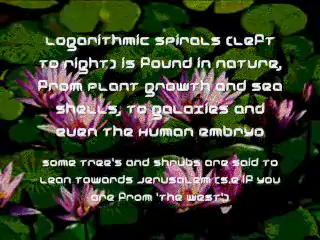 Logarithmic Spirals (left
to right) is found in nature,
from plant growth and sea
shells, to galaxies and
even the human embryo
Some tree's and shrubs are said to
lean towards Jerusalem (S.E if you
are from 'the west')